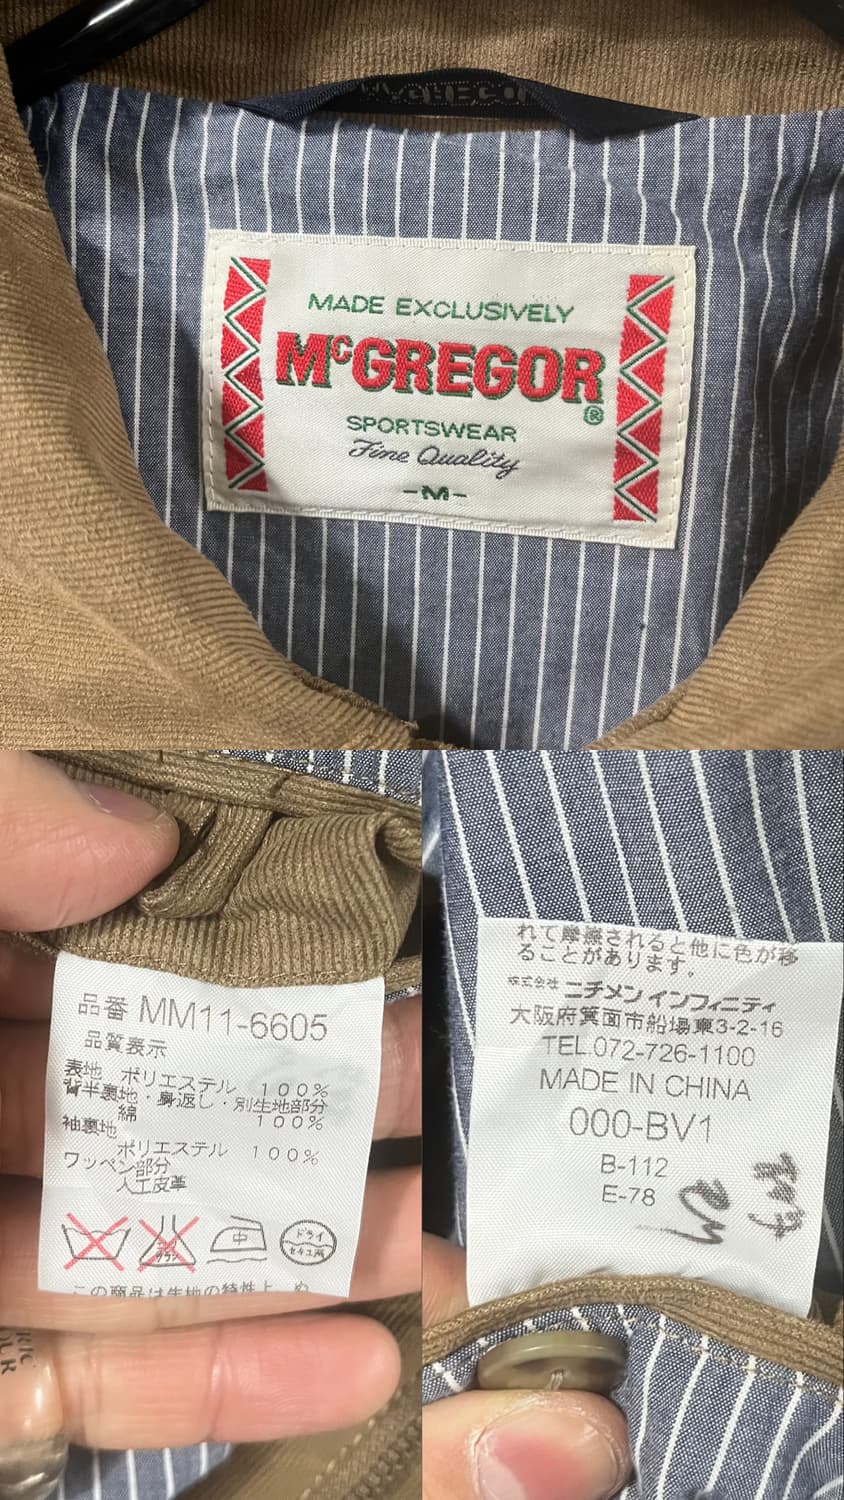 McGREGOR
MADE EXCLUSIVELY
McGREGOR®
SPORTSWEAR
Fine Quality
-M-
品番 MM11-6605
品質表示
表地 ポリエステル 100%
背半裏地・身返し・別生地部分
綿 100%
袖裏地
ポリエステル 100%
ワッペン部分
人工皮革
エンソ
サラシ
中
ドライ
セキユ系
この商品は生地の特性上、ぬ
れて摩擦されると他に色が移
ることがあります。
株式会社 ニチメンインフィニティ
大阪府箕面市船場東3-2-16
TEL.072-726-1100
MADE IN CHINA
000-BV1
B-112
E-78